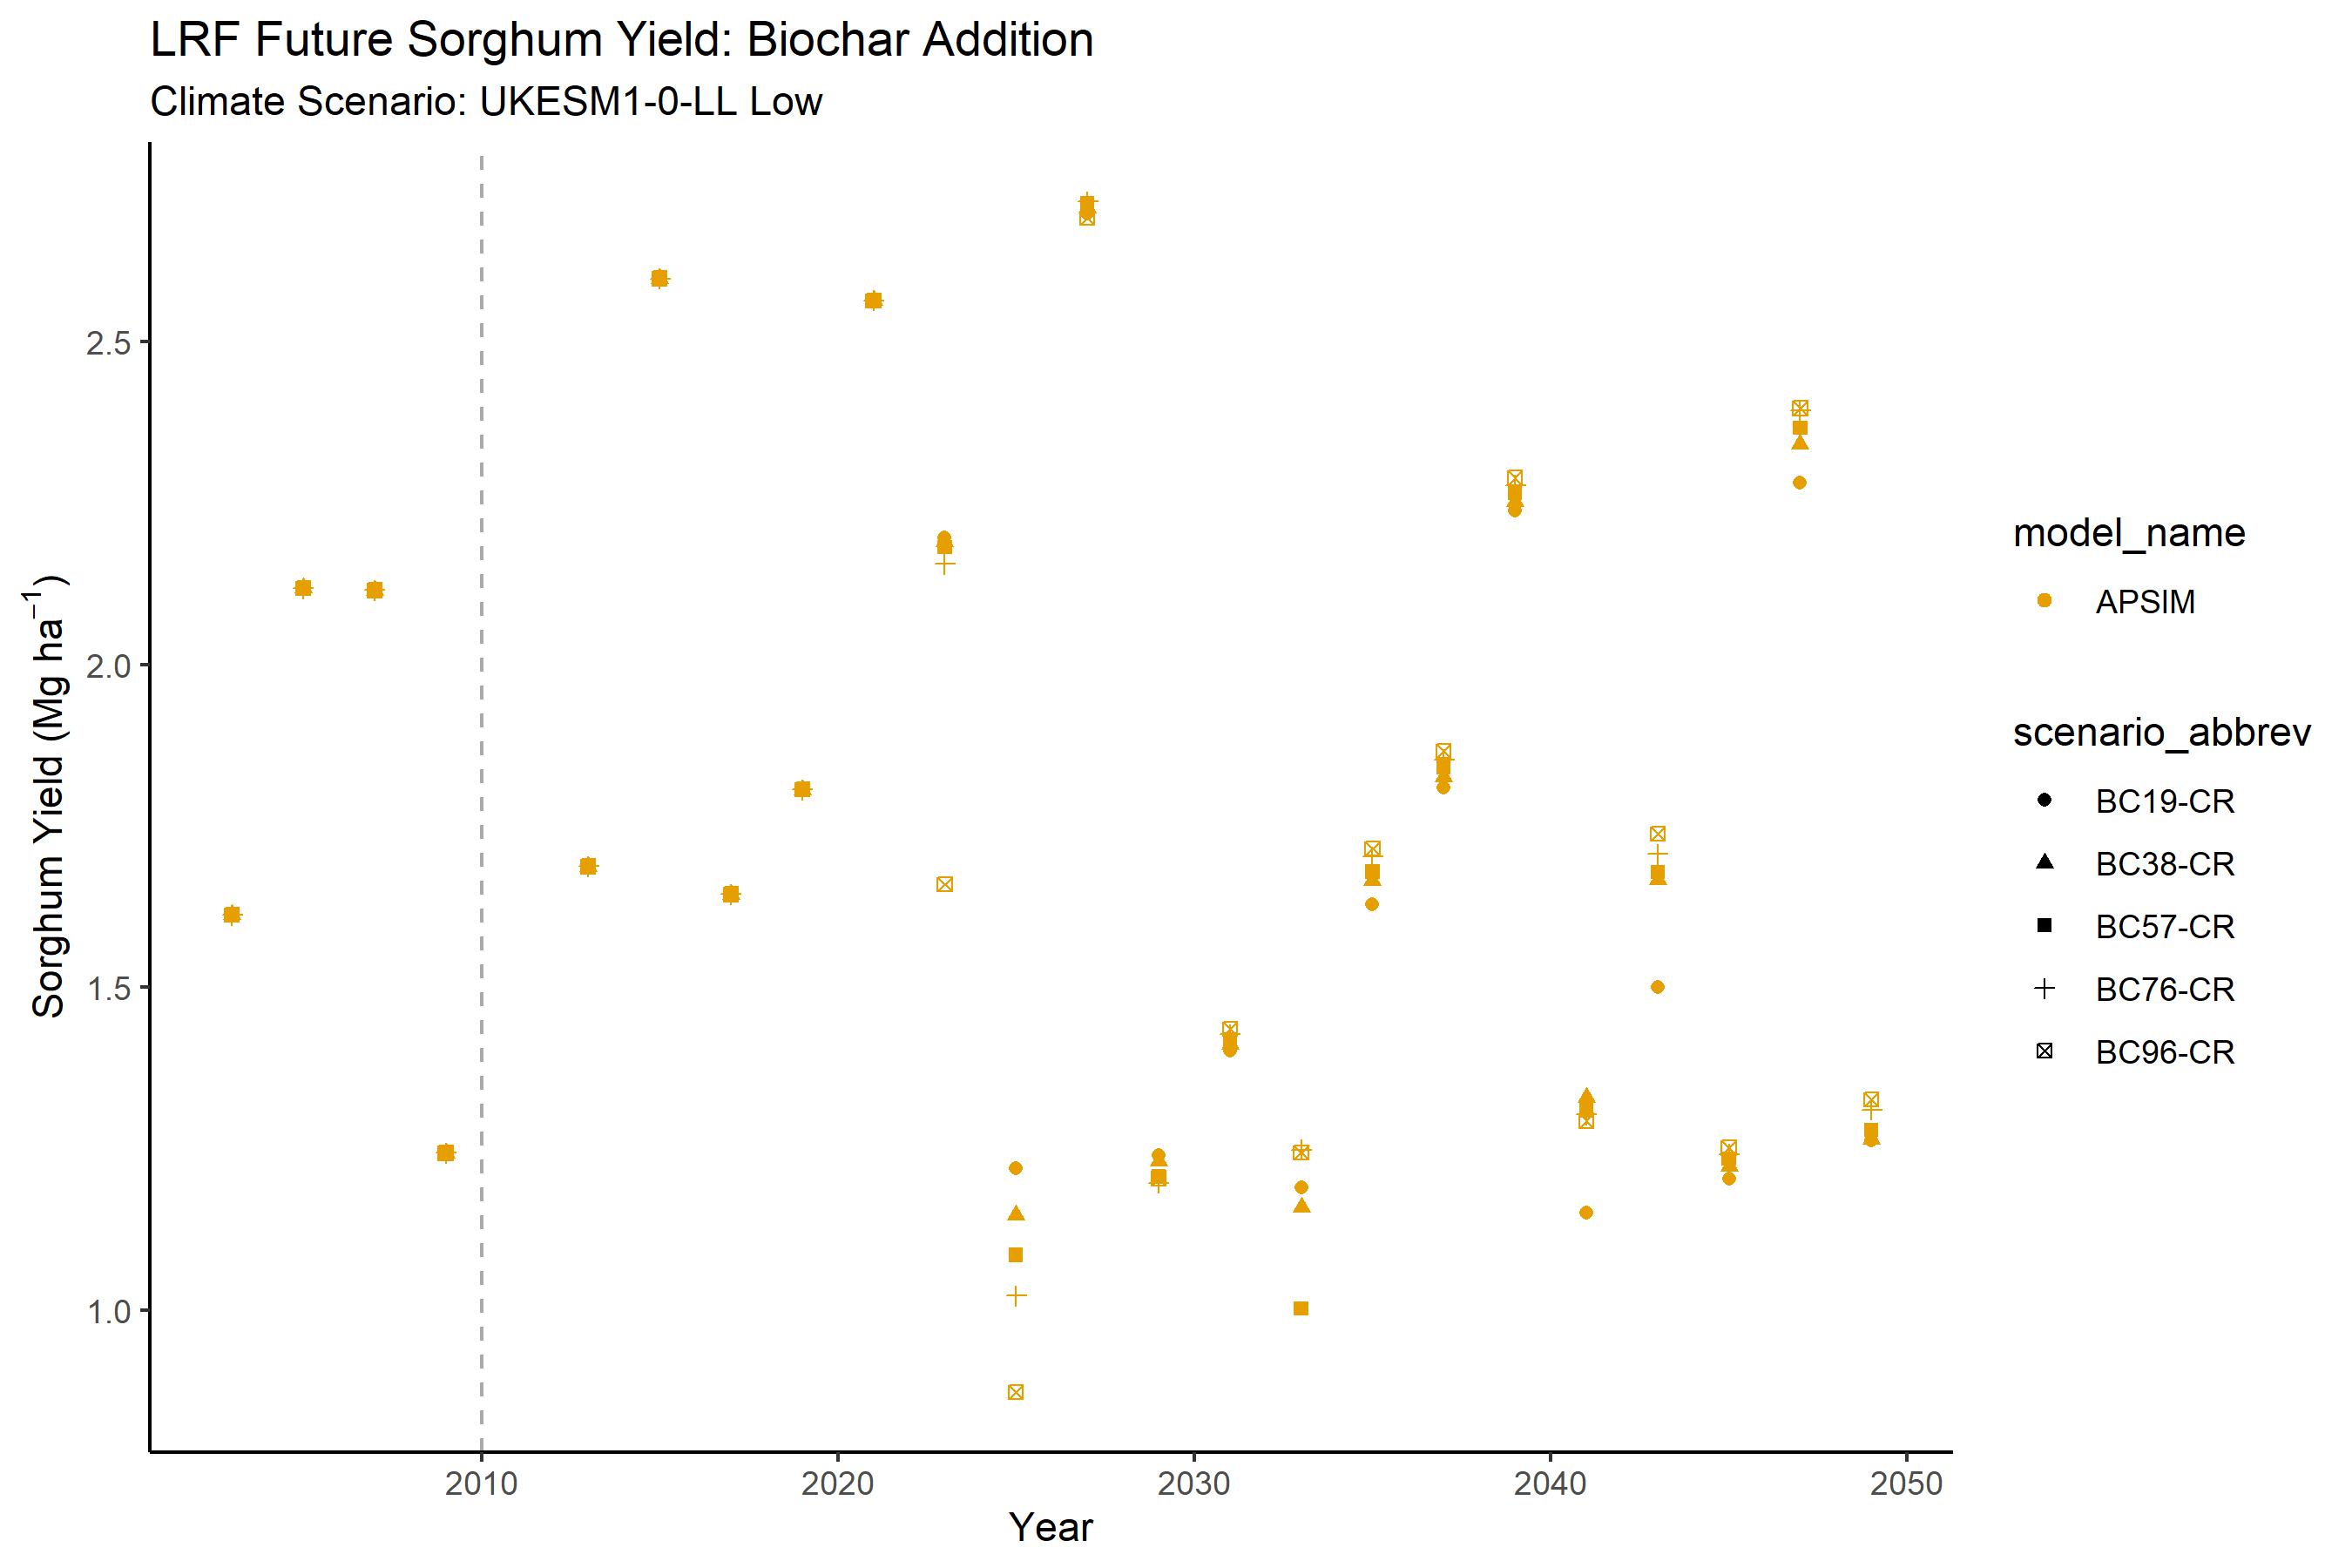 LRF Future Sorghum Yield: Biochar Addition
Climate Scenario: UKESM1-0-LL Low
Sorghum Yield (Mg ha⁻¹)
2.5
2.0
1.5
1.0
2010 2020 2030 2040 2050
Year
model_name
APSIM
scenario_abbrev
BC19-CR
BC38-CR
BC57-CR
BC76-CR
BC96-CR